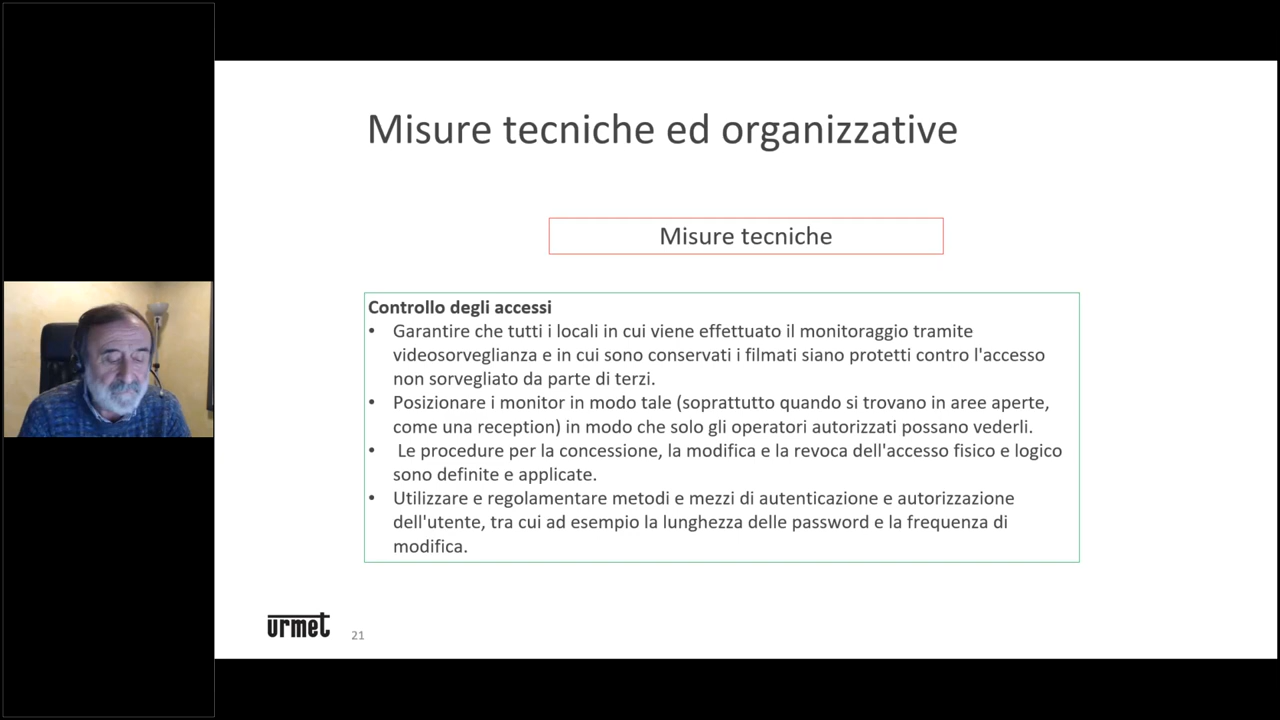 Misure tecniche ed organizzative
Misure tecniche
Controllo degli accessi
• Garantire che tutti i locali in cui viene effettuato il monitoraggio tramite
videosorveglianza e in cui sono conservati i filmati siano protetti contro l'accesso
non sorvegliato da parte di terzi.
• Posizionare i monitor in modo tale (soprattutto quando si trovano in aree aperte,
come una reception) in modo che solo gli operatori autorizzati possano vederli.
• Le procedure per la concessione, la modifica e la revoca dell'accesso fisico e logico
sono definite e applicate.
• Utilizzare e regolamentare metodi e mezzi di autenticazione e autorizzazione
dell'utente, tra cui ad esempio la lunghezza delle password e la frequenza di
modifica.
urmet
21